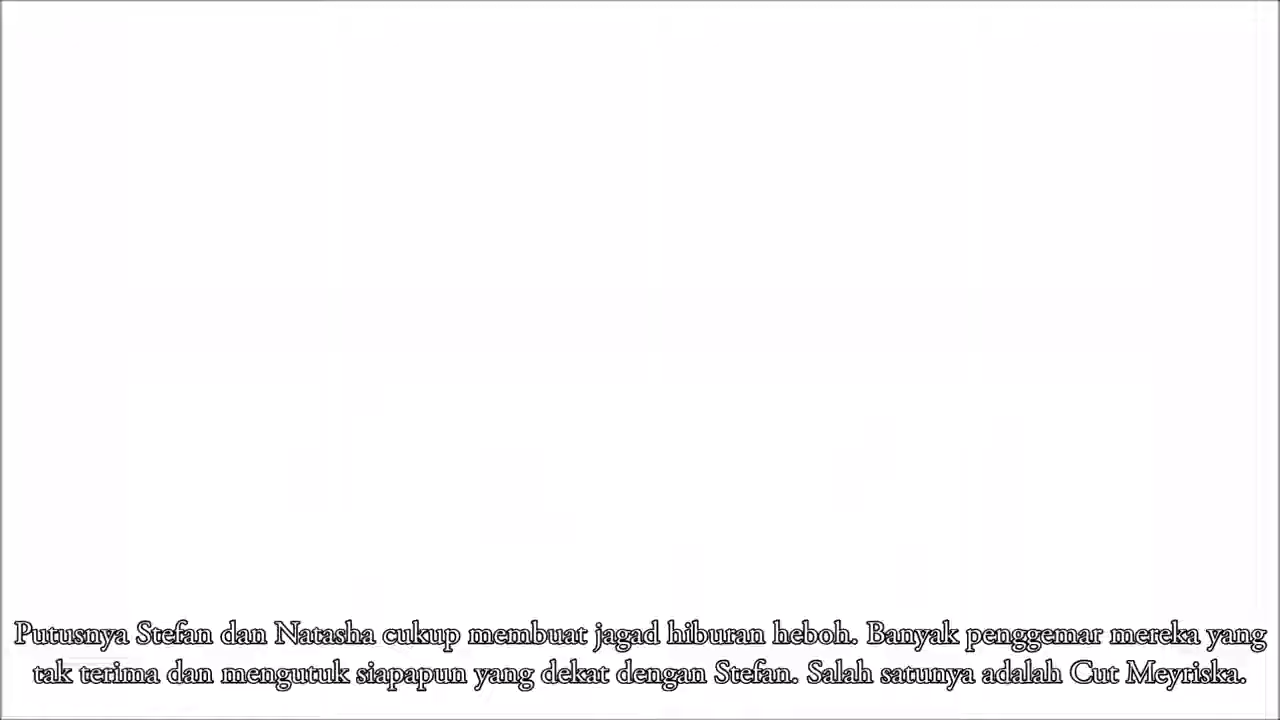 Putusnya Stefan dan Natasha cukup membuat jagad hiburan heboh. Banyak penggemar mereka yang
tak terima dan mengutuk siapapun yang dekat dengan Stefan. Salah satunya adalah Cut Meyriska.